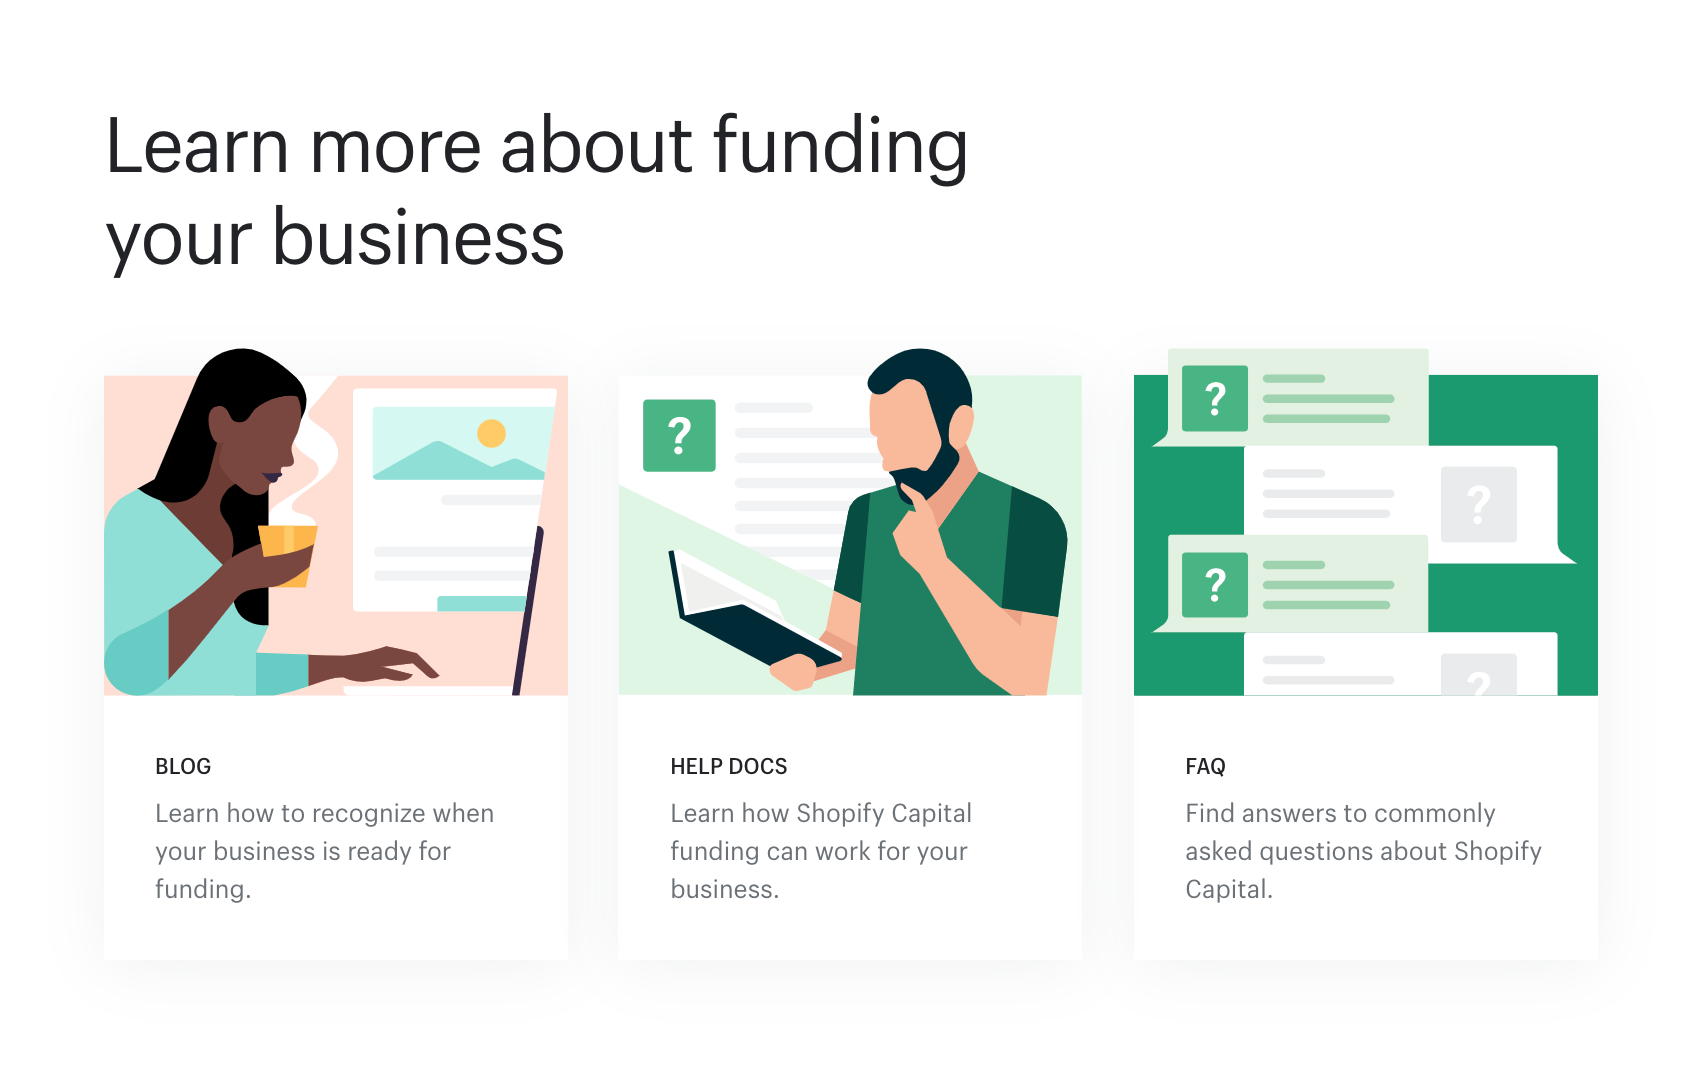 Learn more about funding
your business
?
?
?
?
?
?
BLOG
Learn how to recognize when
your business is ready for
funding.
HELP DOCS
Learn how Shopify Capital
funding can work for your
business.
FAQ
Find answers to commonly
asked questions about Shopify
Capital.